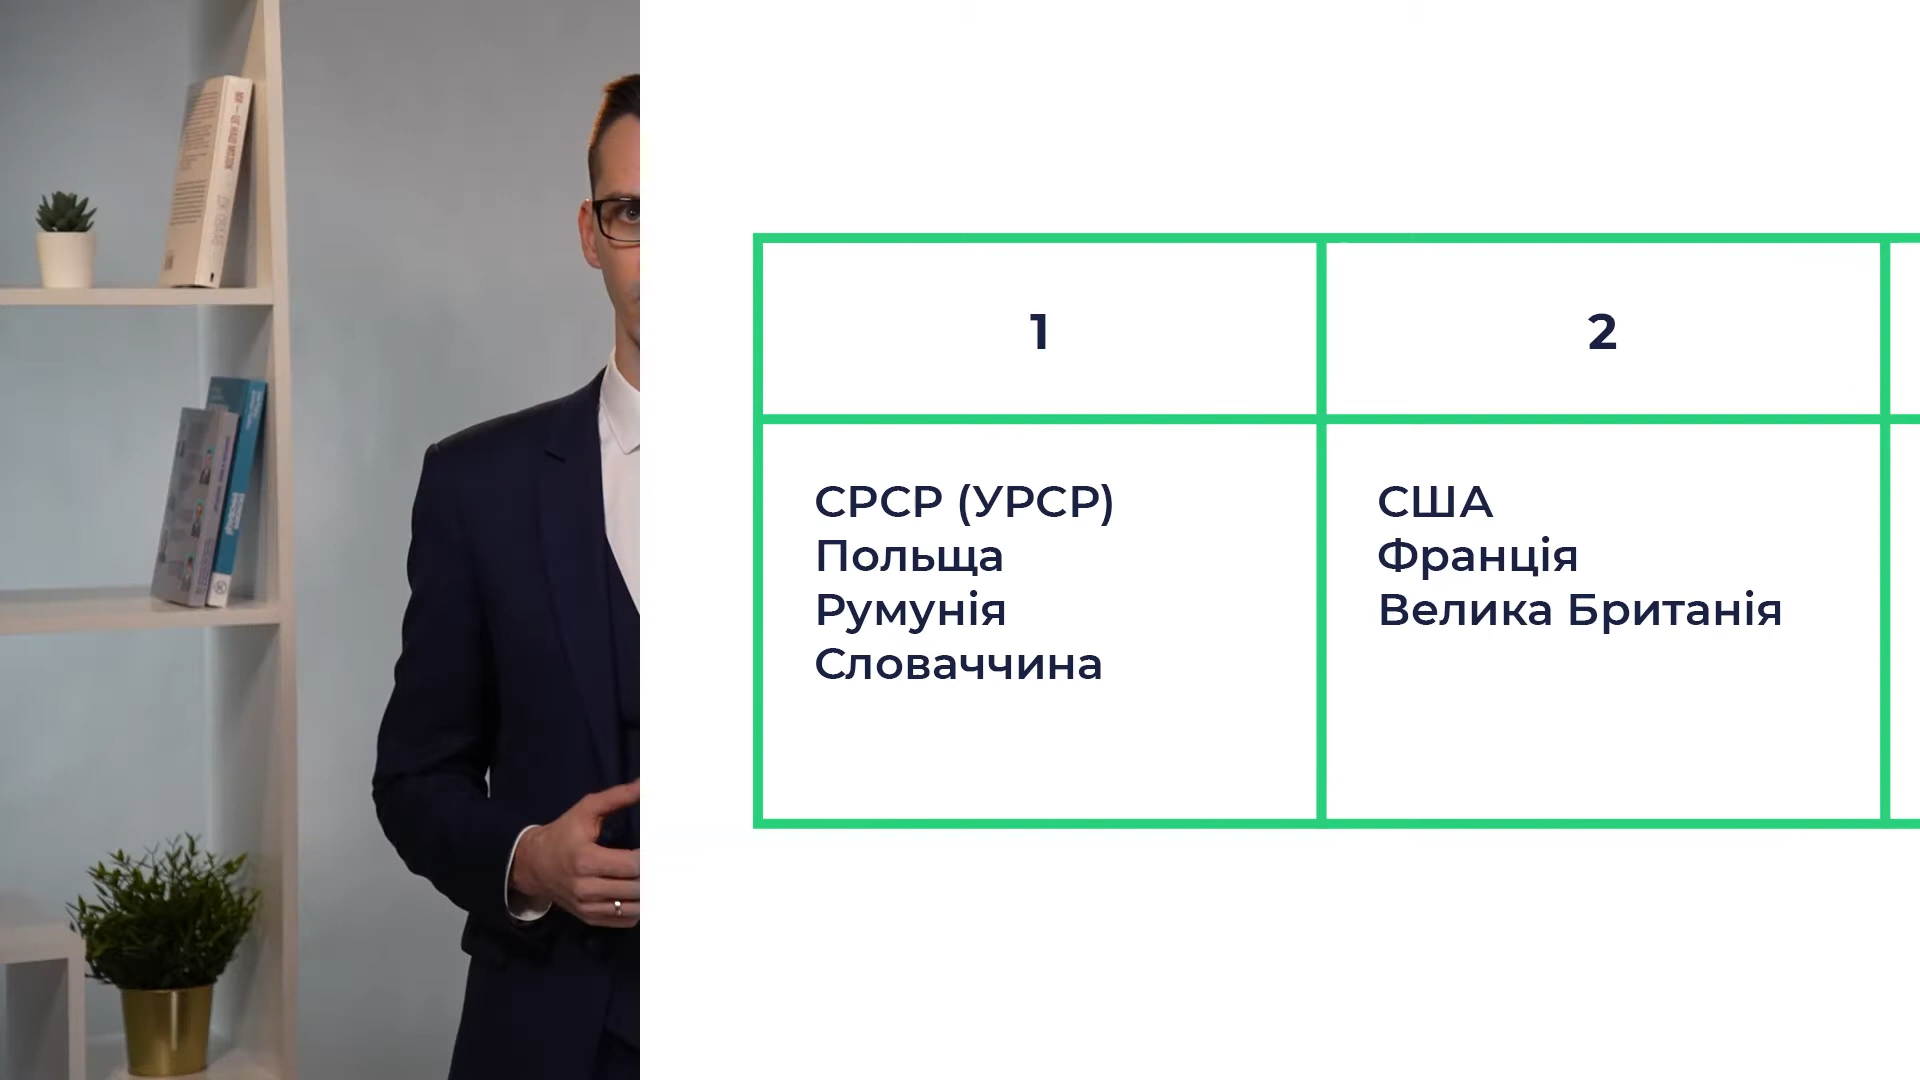 1
2
СРСР (УРСР)
Польща
Румунія
Словаччина
США
Франція
Велика Британія